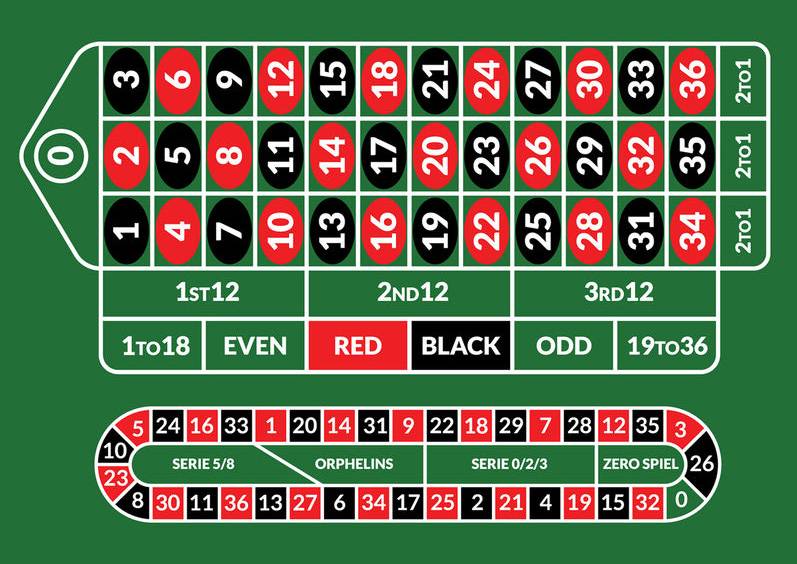 3 6 9 12 15 18 21 24 27 30 33 36 2TO1
0 2 5 8 11 14 17 20 23 26 29 32 35 2TO1
1 4 7 10 13 16 19 22 25 28 31 34 2TO1
1ST12 2ND12 3RD12
1TO18 EVEN RED BLACK ODD 19TO36
5 24 16 33 1 20 14 31 9 22 18 29 7 28 12 35 3
10 SERIE 5/8 ORPHELINS SERIE 0/2/3 ZERO SPIEL 26
23
8 30 11 36 13 27 6 34 17 25 2 21 4 19 15 32 0